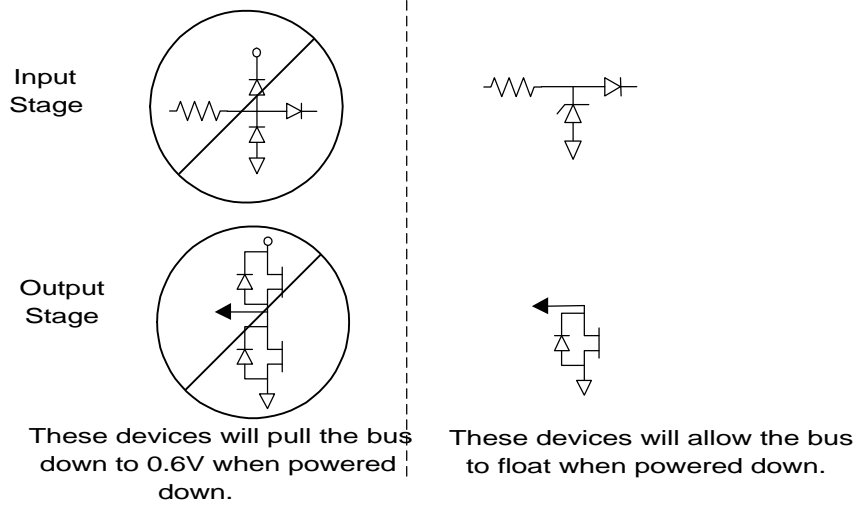 Input
Stage
Output
Stage
These devices will pull the bus
down to 0.6V when powered
down.
These devices will allow the bus
to float when powered down.